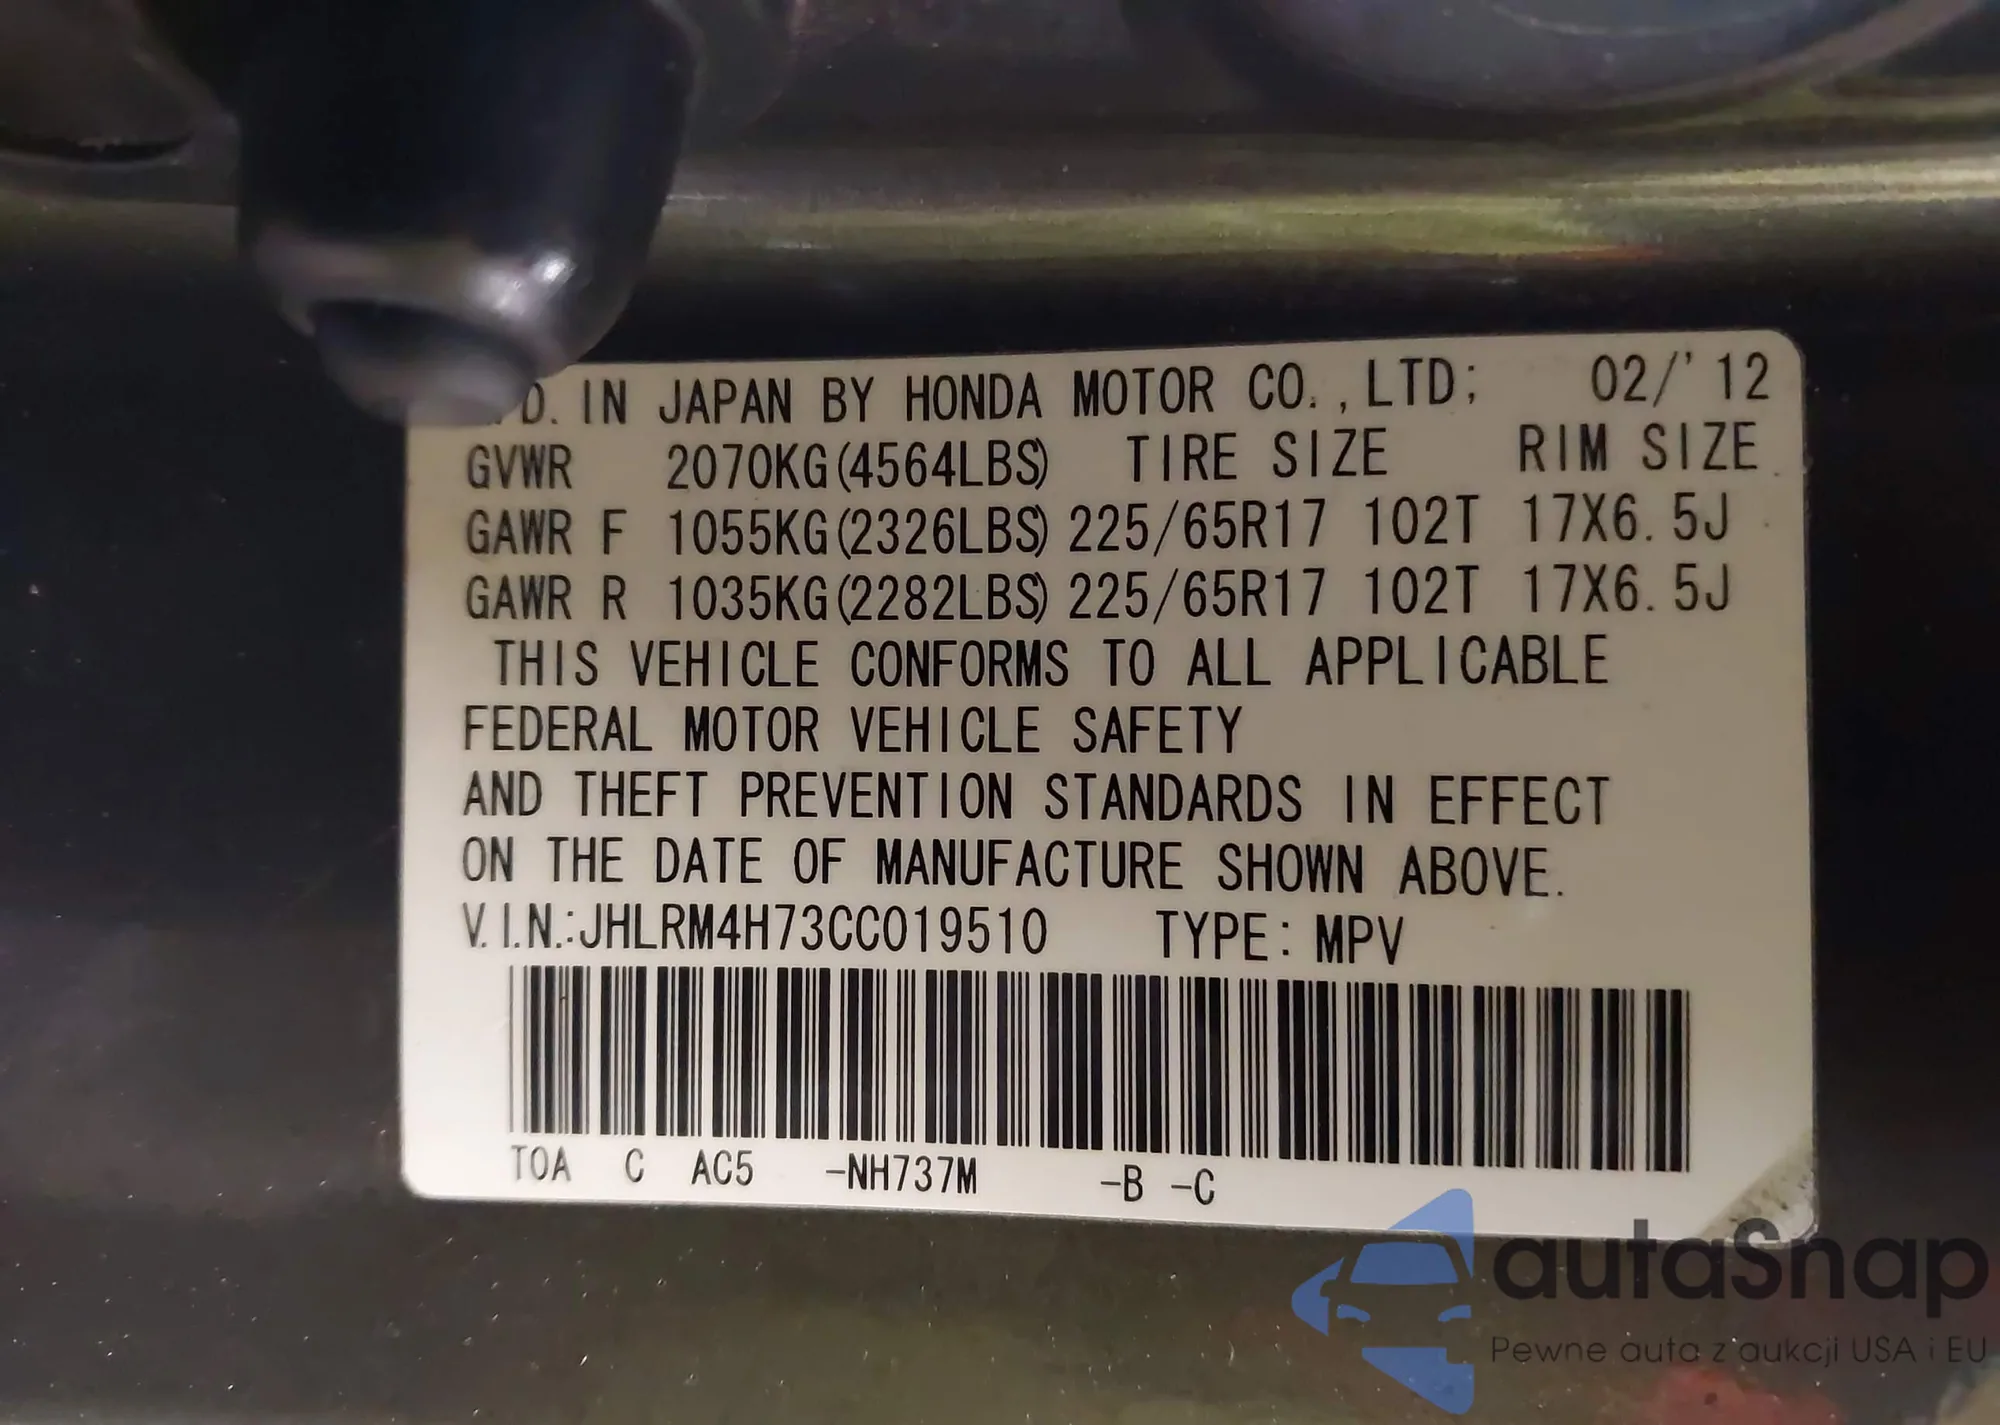 D. IN JAPAN BY HONDA MOTOR CO.,LTD; 02/'12
GVWR 2070KG(4564LBS) TIRE SIZE RIM SIZE
GAWR F 1055KG(2326LBS) 225/65R17 102T 17X6.5J
GAWR R 1035KG(2282LBS) 225/65R17 102T 17X6.5J
THIS VEHICLE CONFORMS TO ALL APPLICABLE
FEDERAL MOTOR VEHICLE SAFETY
AND THEFT PREVENTION STANDARDS IN EFFECT
ON THE DATE OF MANUFACTURE SHOWN ABOVE.
V.I.N.:JHLRM4H73CC019510 TYPE: MPV
TOA C AC5 -NH737M -B -C
autaSnap
Pewne auta z aukcji USA i EU